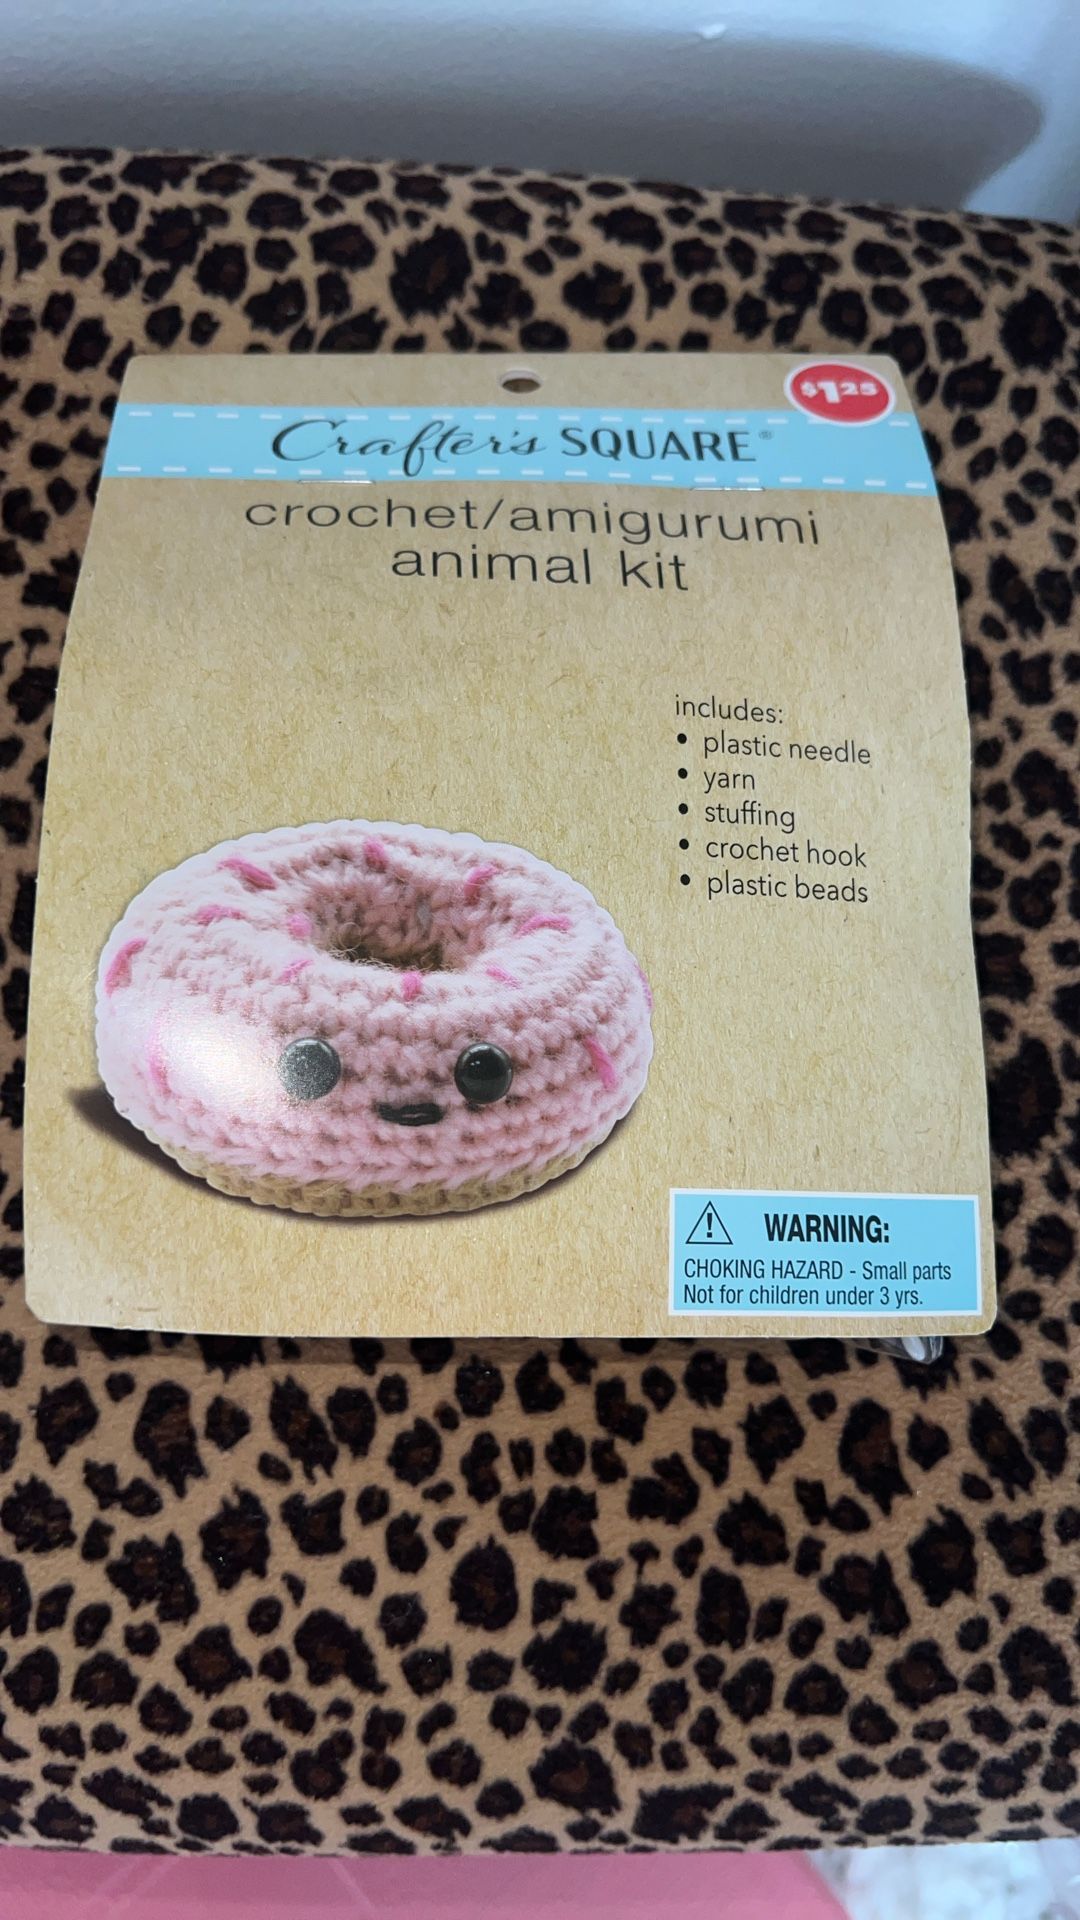 $1.25
Crafter's SQUARE®
crochet/amigurumi
animal kit
includes:
• plastic needle
• yarn
• stuffing
• crochet hook
• plastic beads
WARNING:
CHOKING HAZARD - Small parts
Not for children under 3 yrs.